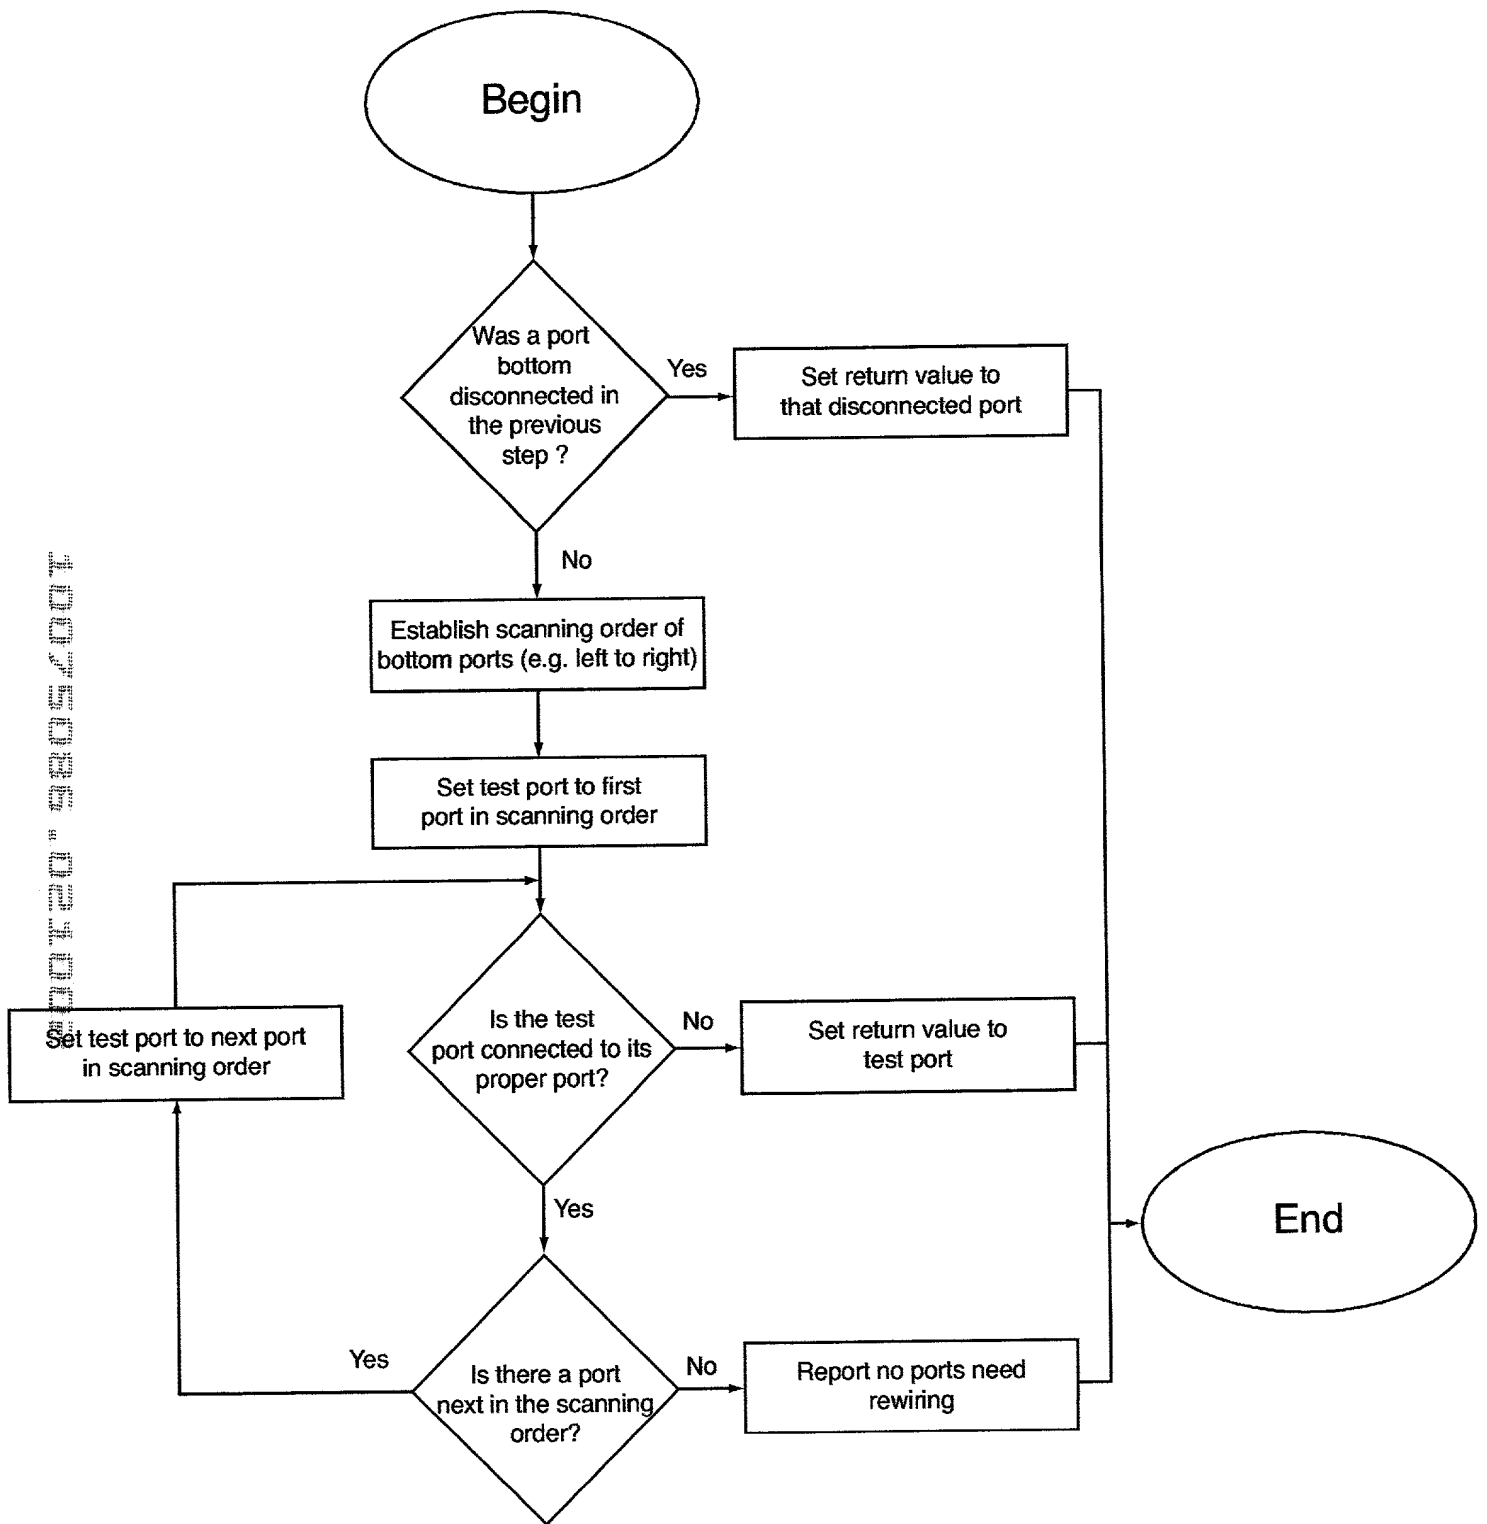 Begin
Was a port
bottom
disconnected in
the previous
step ?
Yes
Set return value to
that disconnected port
No
Establish scanning order of
bottom ports (e.g. left to right)
Set test port to first
port in scanning order
Set test port to next port
in scanning order
Is the test
port connected to its
proper port?
No
Set return value to
test port
Yes
End
Is there a port
next in the scanning
order?
Yes
No
Report no ports need
rewiring